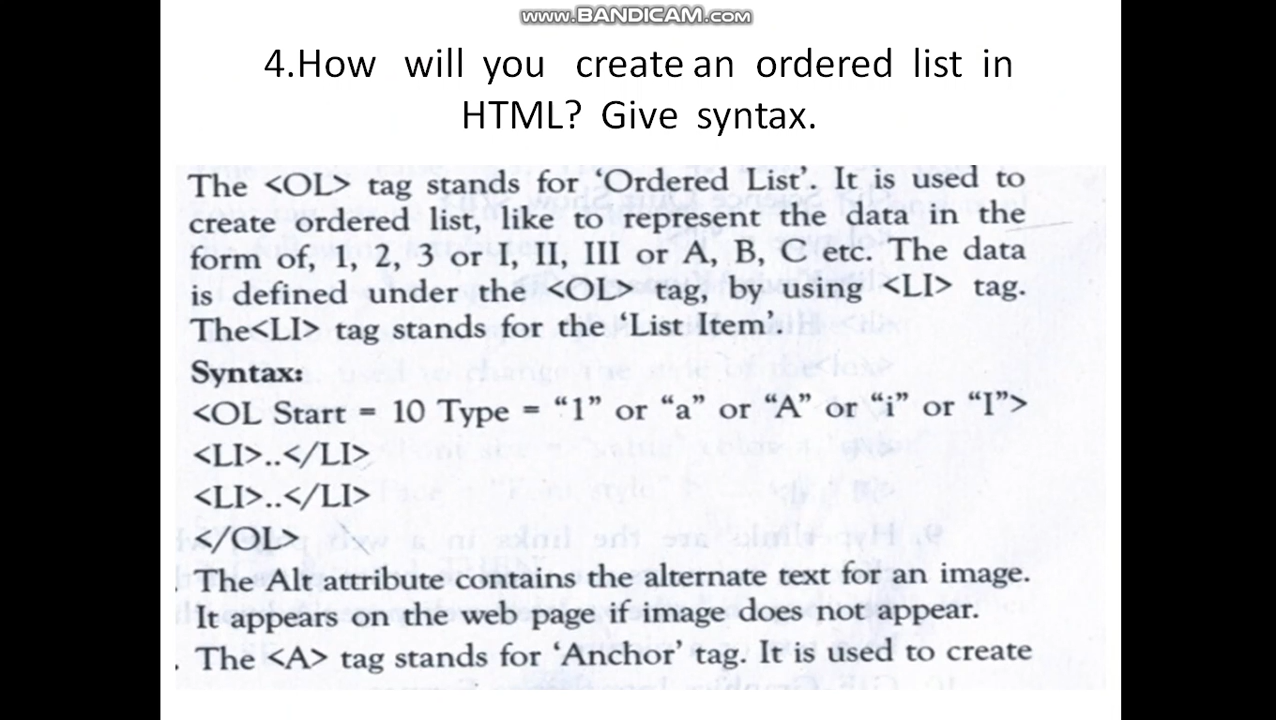 www.BANDICAM.com
4.How will you create an ordered list in
HTML? Give syntax.
The <OL> tag stands for ‘Ordered List’. It is used to
create ordered list, like to represent the data in the
form of, 1, 2, 3 or I, II, III or A, B, C etc. The data
is defined under the <OL> tag, by using <LI> tag.
The<LI> tag stands for the ‘List Item’.
Syntax:
<OL Start = 10 Type = “1” or “a” or “A” or “i” or “I”>
<LI>..</LI>
<LI>..</LI>
</OL>
The Alt attribute contains the alternate text for an image.
It appears on the web page if image does not appear.
The <A> tag stands for ‘Anchor’ tag. It is used to create